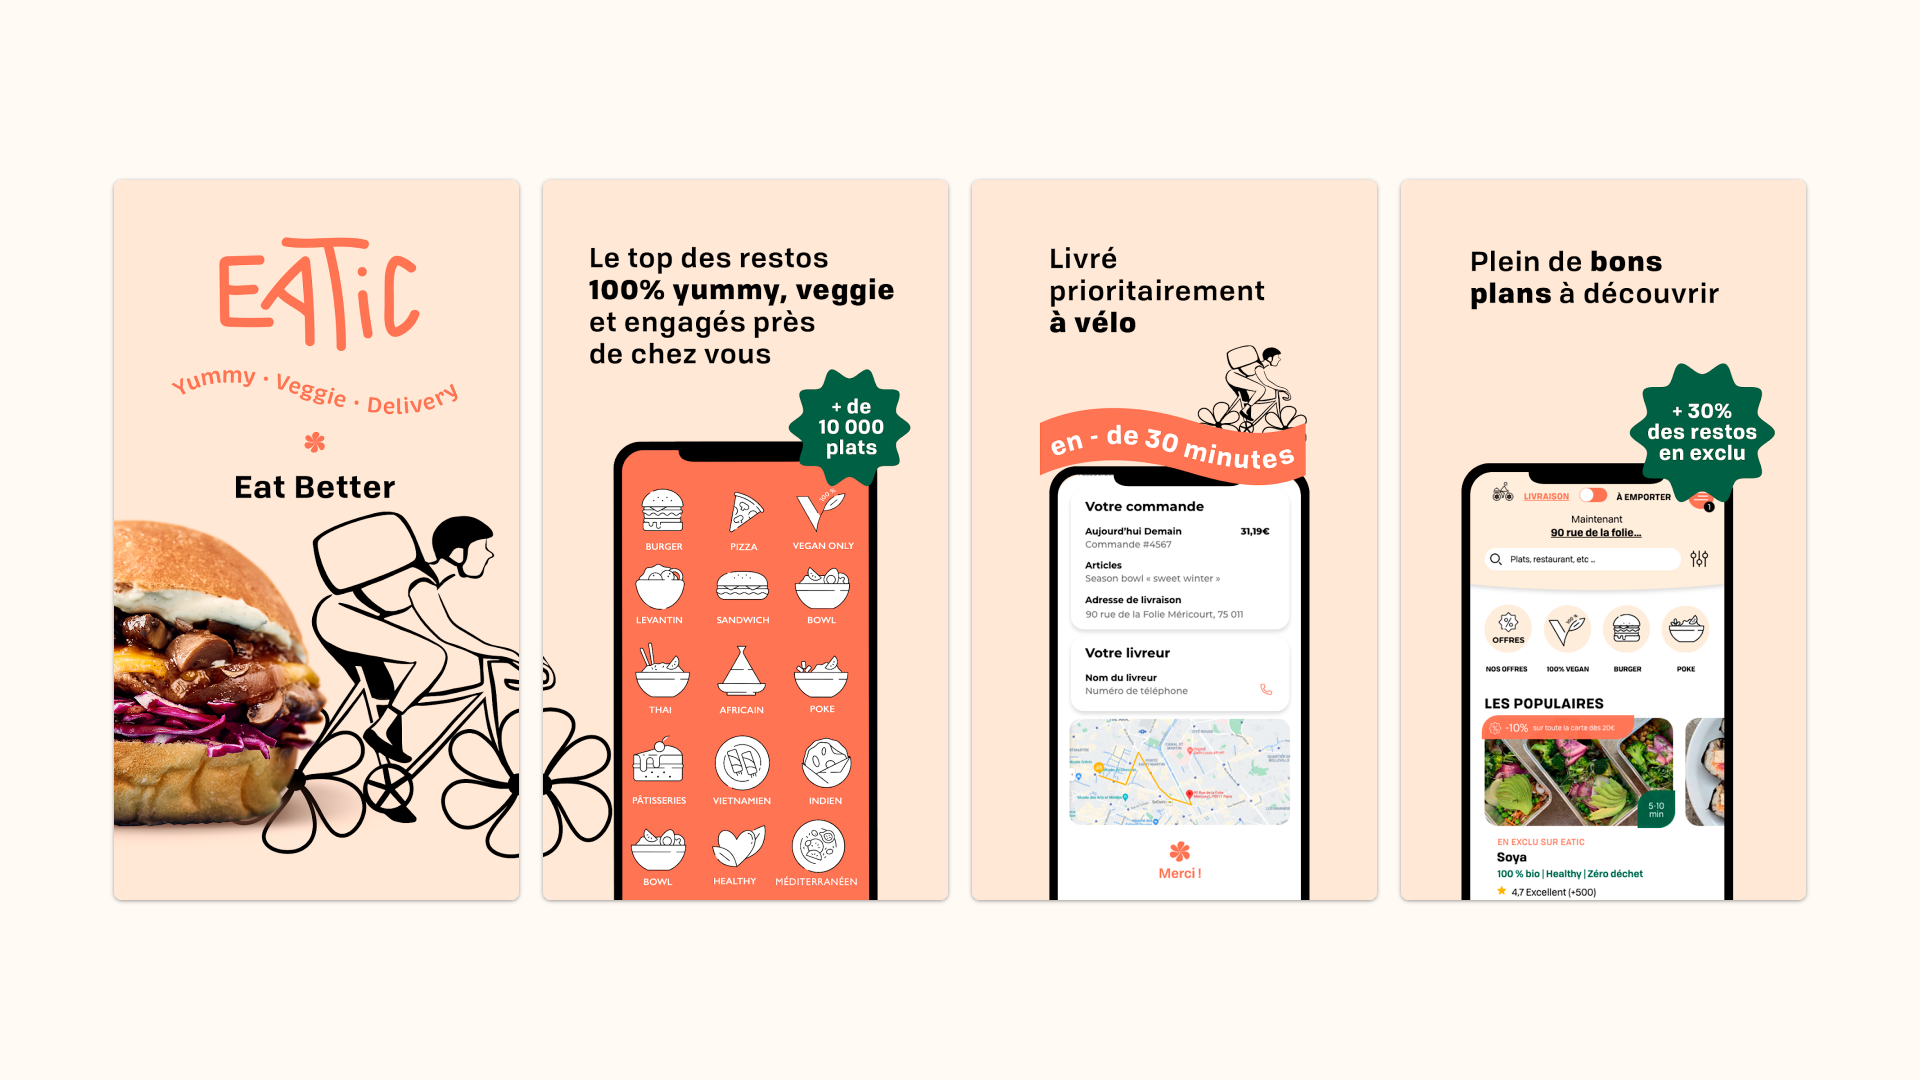 EATiC
Yummy · Veggie · Delivery
Eat Better
Le top des restos
100% yummy, veggie
et engagés près
de chez vous
+ de
10 000
plats
100 %
BURGER
PIZZA
VEGAN ONLY
LEVANTIN
SANDWICH
BOWL
THAI
AFRICAIN
POKE
PÂTISSERIES
VIETNAMIEN
INDIEN
BOWL
HEALTHY
MÉDITERRANÉEN
Livré
prioritairement
à vélo
en - de 30 minutes
Votre commande
Aujourd'hui Demain 31,19€
Commande #4567
Articles
Season bowl « sweet winter »
Adresse de livraison
90 rue de la Folie Méricourt, 75 011
Votre livreur
Nom du livreur
Numéro de téléphone
Merci !
Plein de bons
plans à découvrir
+ 30%
des restos
en exclu
LIVRAISON
À EMPORTER
1
Maintenant
90 rue de la folie...
Plats, restaurant, etc ..
%
OFFRES
100 %
NOS OFFRES
100% VEGAN
BURGER
POKE
LES POPULAIRES
-10% sur toute la carte dès 20€
5-10
min
EN EXCLU SUR EATIC
Soya
100 % bio | Healthy | Zéro déchet
4,7 Excellent (+500)